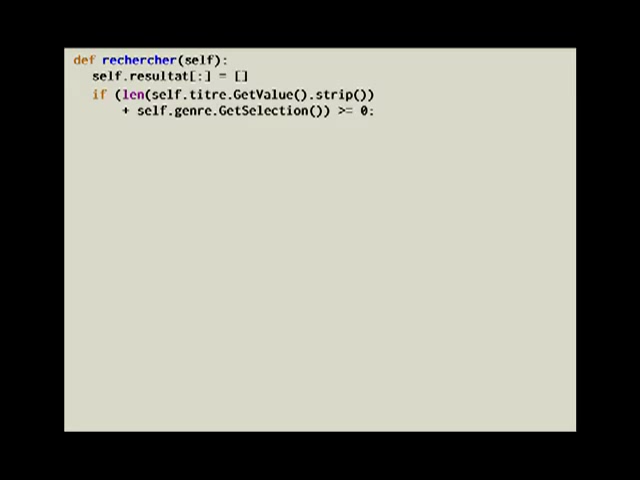 def rechercher(self):
self.resultat[:] = []
if (len(self.titre.GetValue().strip())
+ self.genre.GetSelection()) >= 0: